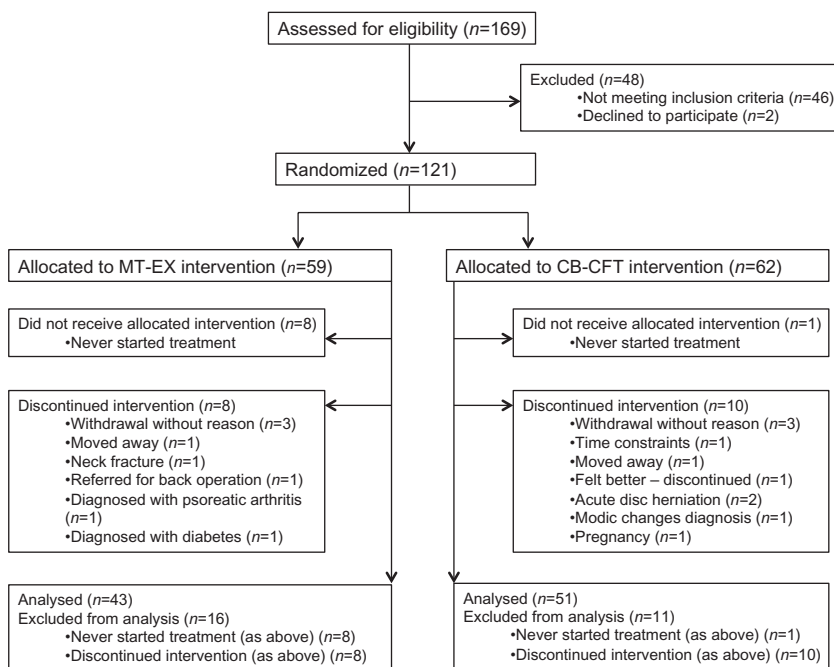 Assessed for eligibility (n=169)
Excluded (n=48)
•Not meeting inclusion criteria (n=46)
•Declined to participate (n=2)
Randomized (n=121)
Allocated to MT-EX intervention (n=59)
Did not receive allocated intervention (n=8)
•Never started treatment
Discontinued intervention (n=8)
•Withdrawal without reason (n=3)
•Moved away (n=1)
•Neck fracture (n=1)
•Referred for back operation (n=1)
•Diagnosed with psoreatic arthritis
(n=1)
•Diagnosed with diabetes (n=1)
Analysed (n=43)
Excluded from analysis (n=16)
•Never started treatment (as above) (n=8)
•Discontinued intervention (as above) (n=8)
Allocated to CB-CFT intervention (n=62)
Did not receive allocated intervention (n=1)
•Never started treatment
Discontinued intervention (n=10)
•Withdrawal without reason (n=3)
•Time constraints (n=1)
•Moved away (n=1)
•Felt better – discontinued (n=1)
•Acute disc herniation (n=2)
•Modic changes diagnosis (n=1)
•Pregnancy (n=1)
Analysed (n=51)
Excluded from analysis (n=11)
•Never started treatment (as above) (n=1)
•Discontinued intervention (as above) (n=10)